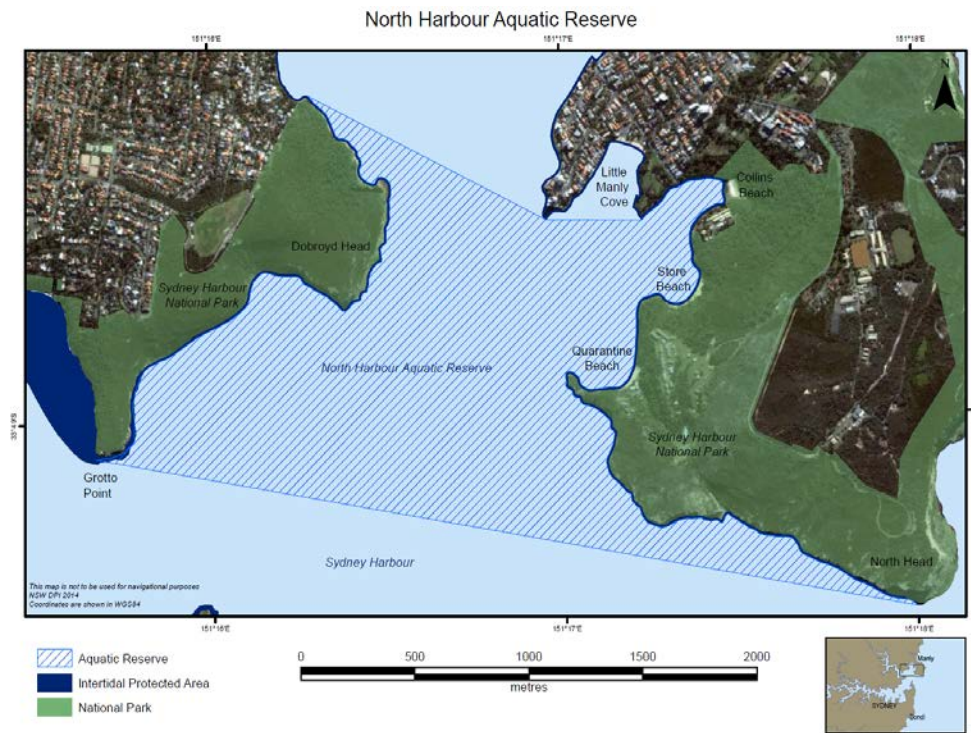 North Harbour Aquatic Reserve
151°16'E
151°17'E
151°18'E
N
Little
Manly
Cove
Collins
Beach
Dobroyd Head
Store
Beach
Sydney Harbour
National Park
Quarantine
Beach
North Harbour Aquatic Reserve
Sydney Harbour
National Park
Grotto
Point
North Head
Sydney Harbour
This map is not to be used for navigational purposes
NSW DPI 2014
Coordinates are shown in WGS84
151°16'E
151°17'E
151°18'E
Aquatic Reserve
Intertidal Protected Area
National Park
0
500
1000
1500
2000
metres
Manly
SYDNEY
Bondi